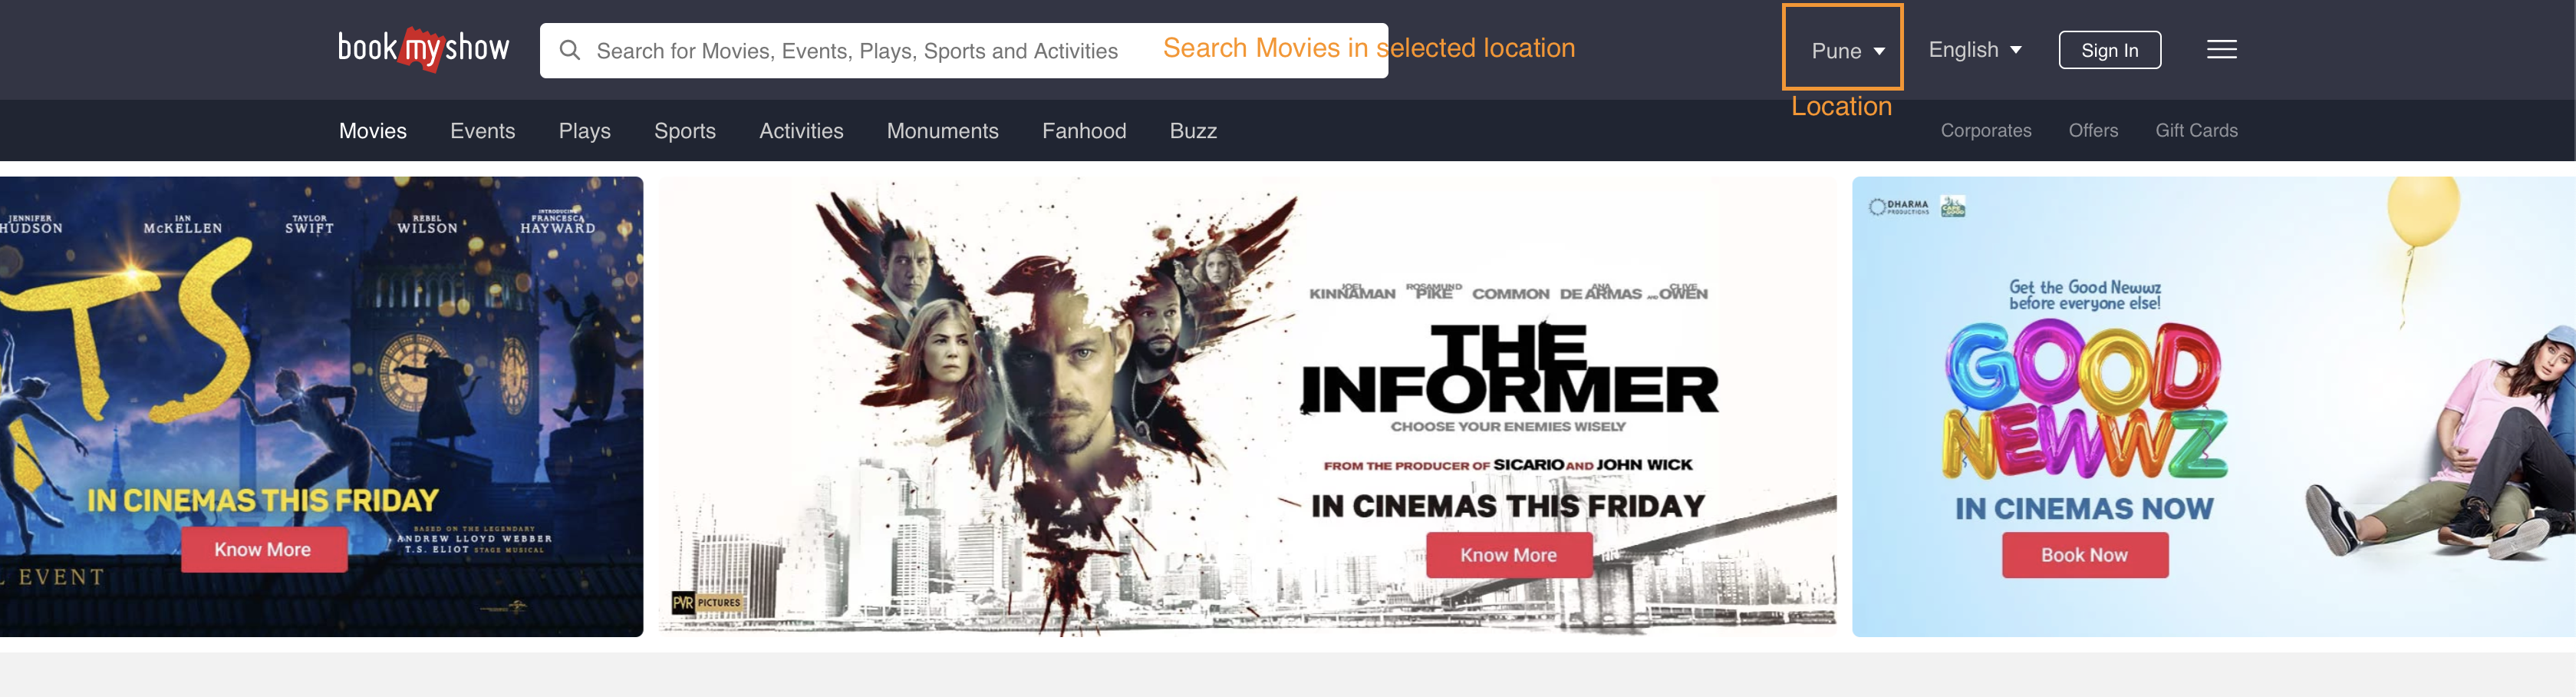 bookmyshow
Search for Movies, Events, Plays, Sports and Activities
Search Movies in selected location
Pune
English
Sign In
Location
Movies
Events
Plays
Sports
Activities
Monuments
Fanhood
Buzz
Corporates
Offers
Gift Cards
JENNIFER
HUDSON
IAN
McKELLEN
TAYLOR
SWIFT
REBEL
WILSON
INTRODUCING
FRANCESCA
HAYWARD
TS
IN CINEMAS THIS FRIDAY
Know More
BASED ON THE LEGENDARY
ANDREW LLOYD WEBBER
T.S. ELIOT STAGE MUSICAL
L EVENT
JOEL
KINNAMAN
ROSAMUND
PIKE
COMMON
ANA
DE ARMAS
AND
CLIVE
OWEN
THE
INFORMER
CHOOSE YOUR ENEMIES WISELY
FROM THE PRODUCER OF SICARIO AND JOHN WICK
IN CINEMAS THIS FRIDAY
Know More
PVR PICTURES
DHARMA
PRODUCTIONS
Get the Good Newwz
before everyone else!
GOOD
NEWWZ
IN CINEMAS NOW
Book Now